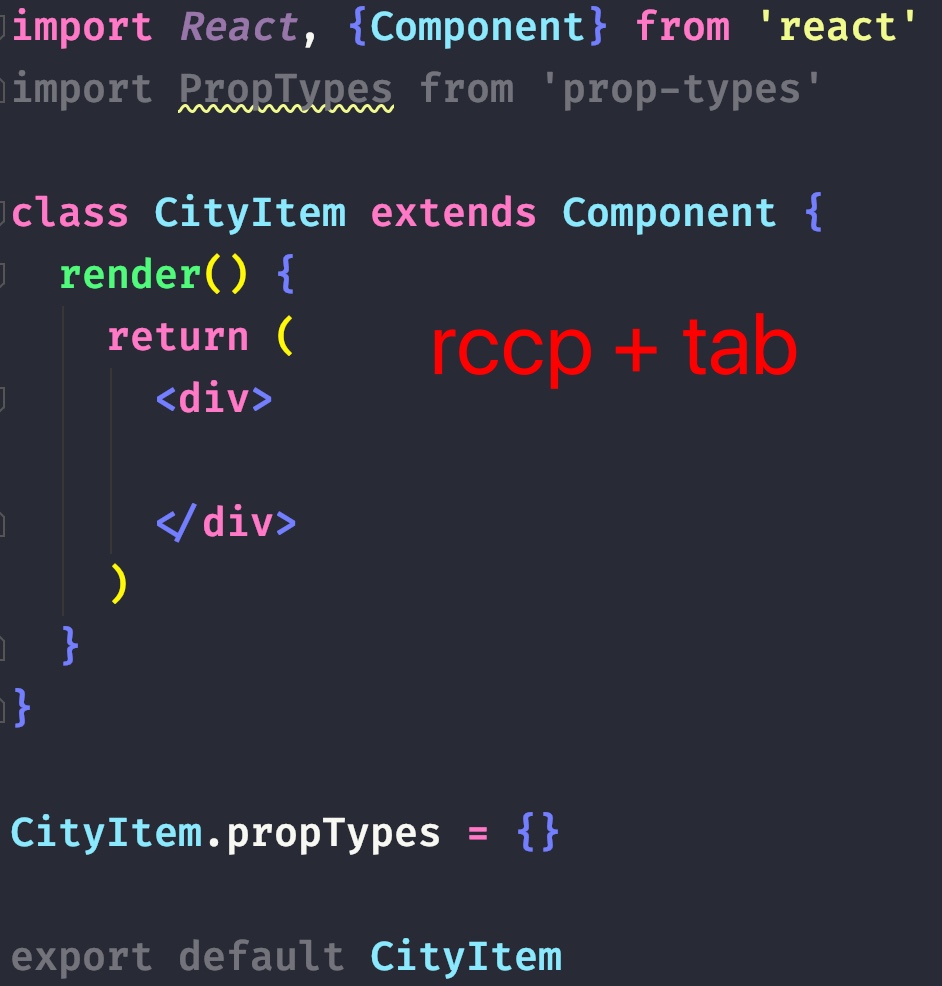 import React, {Component} from 'react'
import PropTypes from 'prop-types'
class CityItem extends Component {
render() {
return (
rccp + tab
<div>
</div>
)
}
}
CityItem.propTypes = {}
export default CityItem